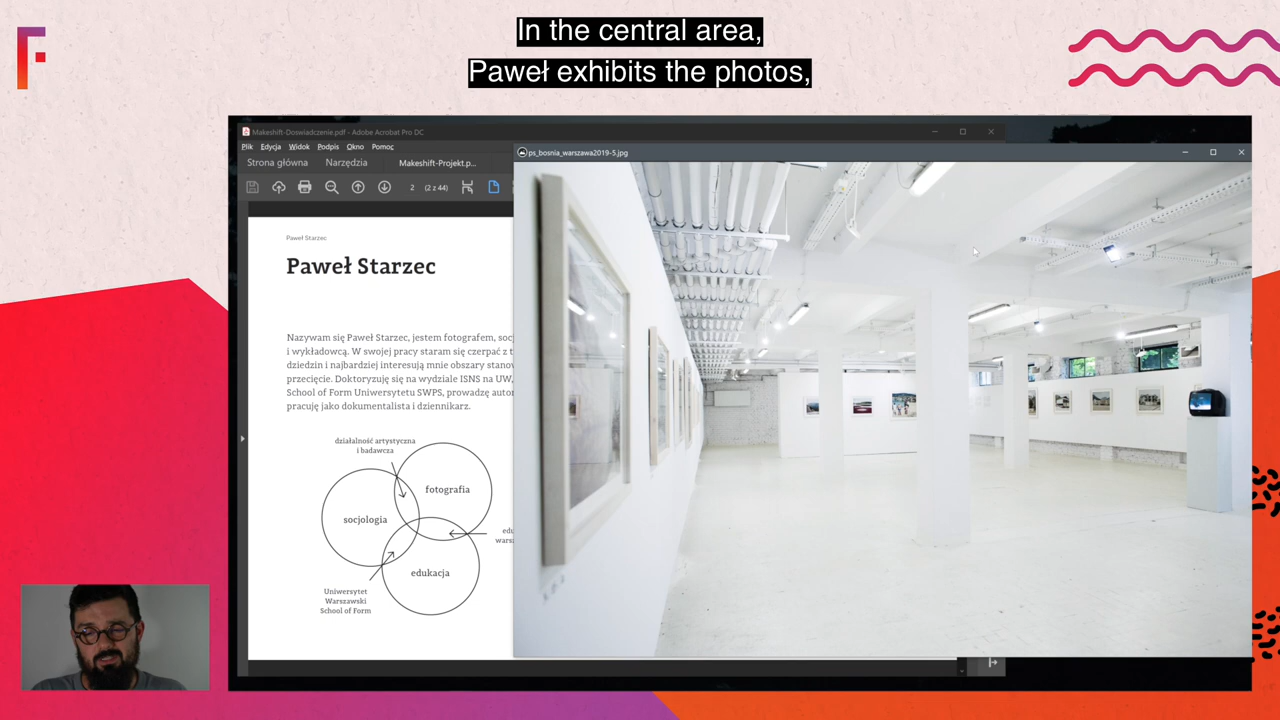 In the central area,
Paweł exhibits the photos,
Makeshift-Doswiadczenie.pdf - Adobe Acrobat Pro DC
Plik Edycja Widok Podpis Okno Pomoc
Strona główna Narzędzia Makeshift-Projekt.p...
2 (2 z 44)
ps_bosnia_warszawa2019-5.jpg
Paweł Starzec
Paweł Starzec
Nazywam się Paweł Starzec, jestem fotografem, soc
i wykładowcą. W swojej pracy staram się czerpać z t
dziedzin i najbardziej interesują mnie obszary stano
przecięcie. Doktoryzuję się na wydziale ISNS na UW,
School of Form Uniwersytetu SWPS, prowadzę autor
pracuję jako dokumentalista i dziennikarz.
działalność artystyczna
i badawcza
fotografia
socjologia
edu
wars
edukacja
Uniwersytet
Warszawski
School of Form